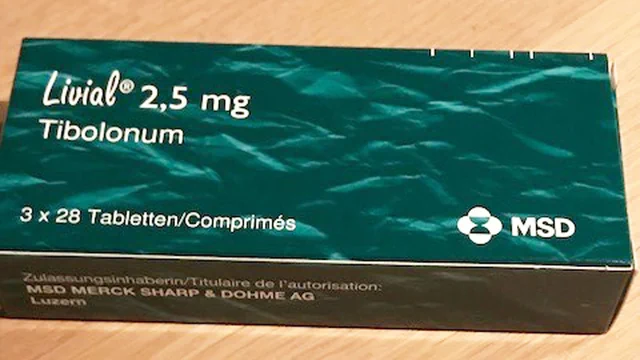 Livial® 2,5 mg
Tibolonum
3 x 28 Tabletten/Comprimés
MSD
Zulassungsinhaberin/Titulaire de l'autorisation:
MSD MERCK SHARP & DOHME AG
Luzern